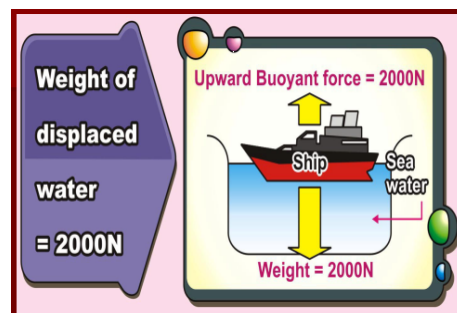 Weight of
displaced
water
= 2000N
Upward Buoyant force = 2000N
Ship
Sea
water
Weight = 2000N